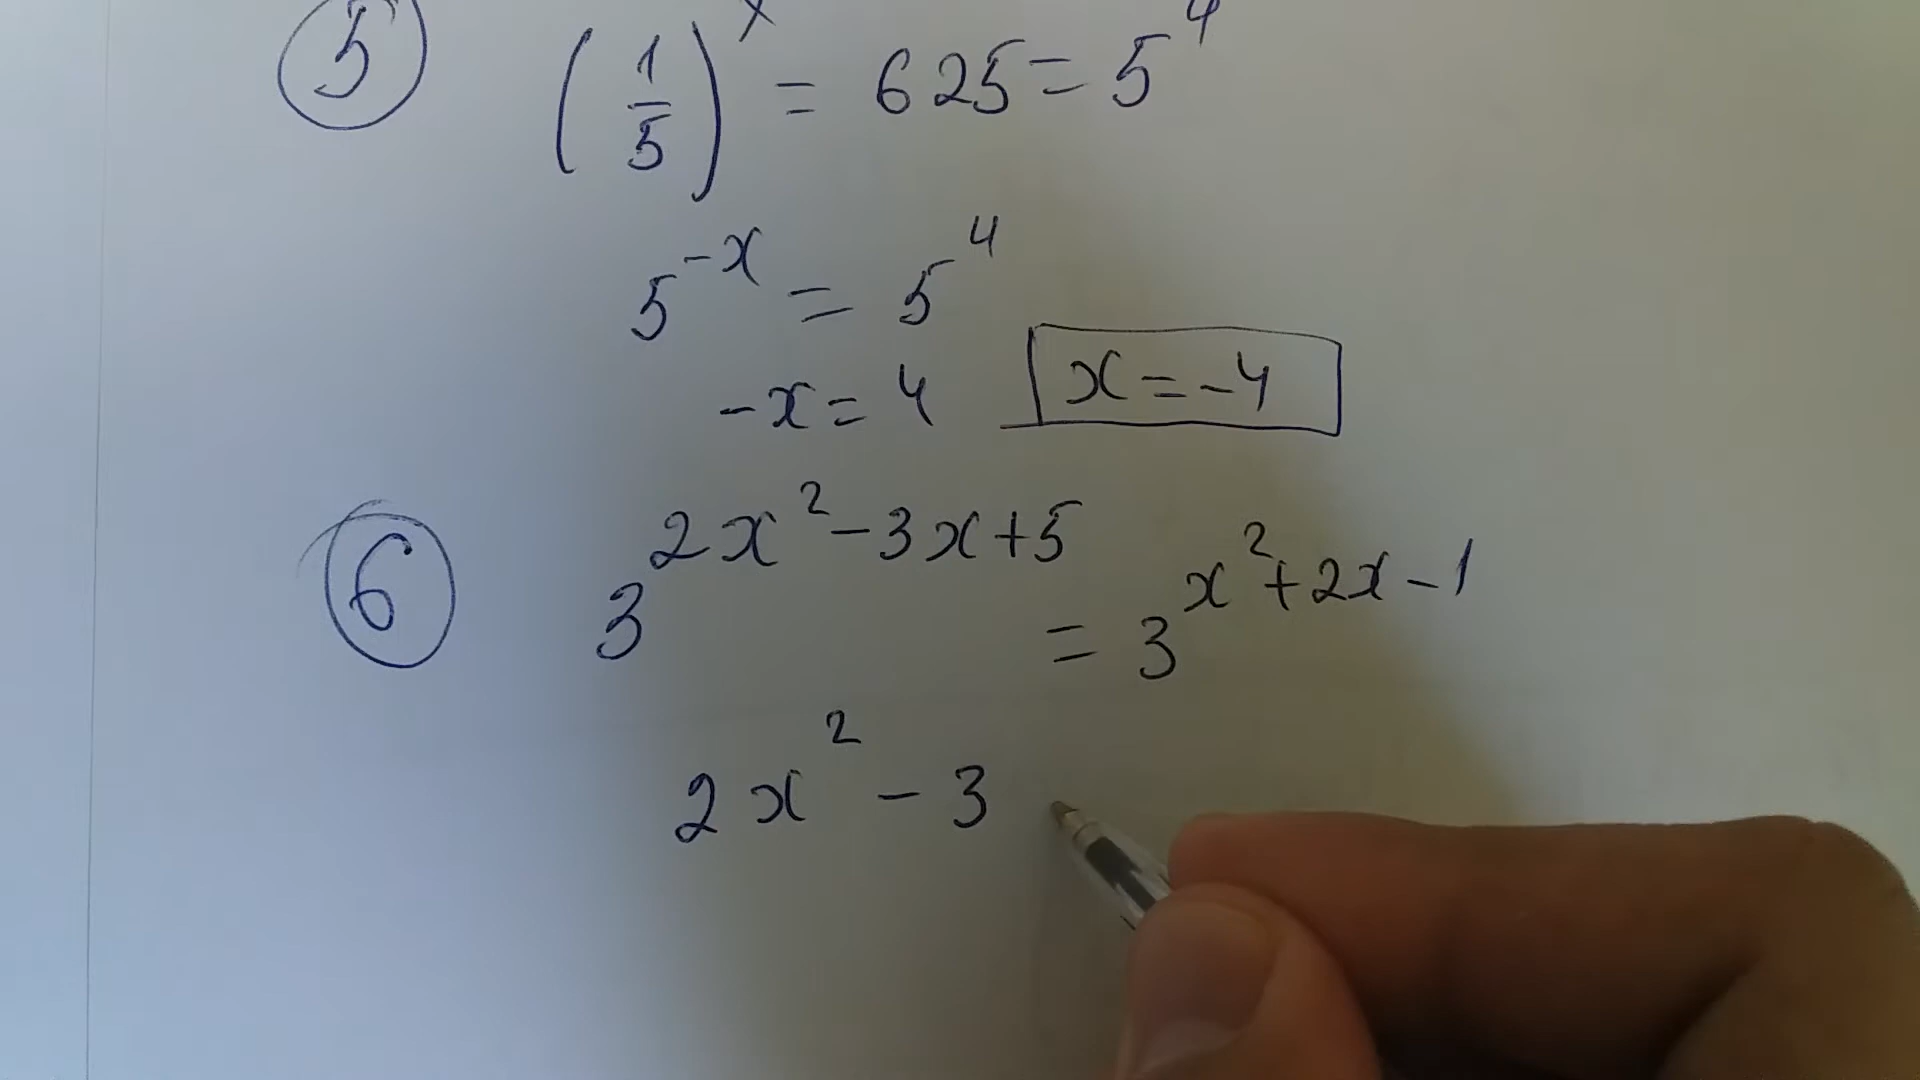 ⑤ (1/5)^x = 625 = 5^4
5^{-x} = 5^4
-x = 4   x = -4
⑥ 3^{2x^2-3x+5} = 3^{x^2+2x-1}
2x^2 - 3